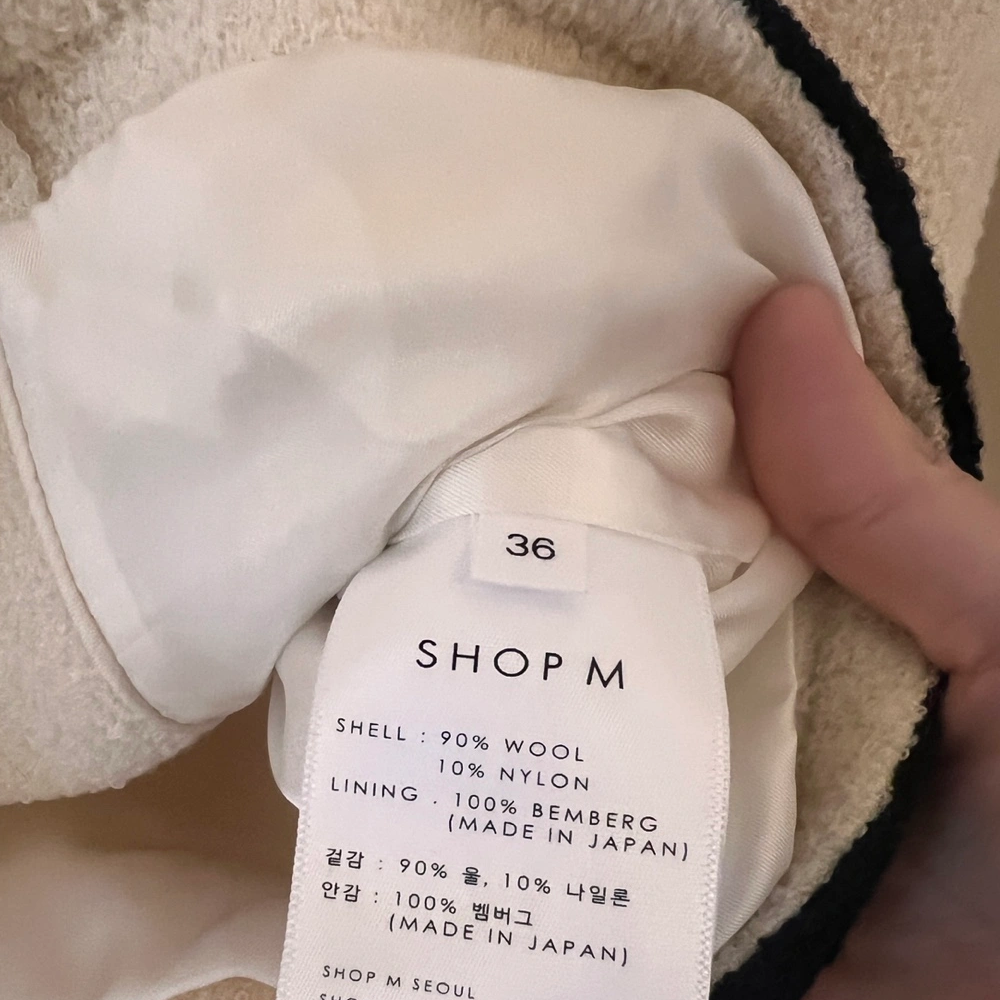 36
SHOP M
SHELL : 90% WOOL
10% NYLON
LINING . 100% BEMBERG
(MADE IN JAPAN)
겉감 : 90% 울, 10% 나일론
안감 : 100% 벰버그
(MADE IN JAPAN)
SHOP M SEOUL